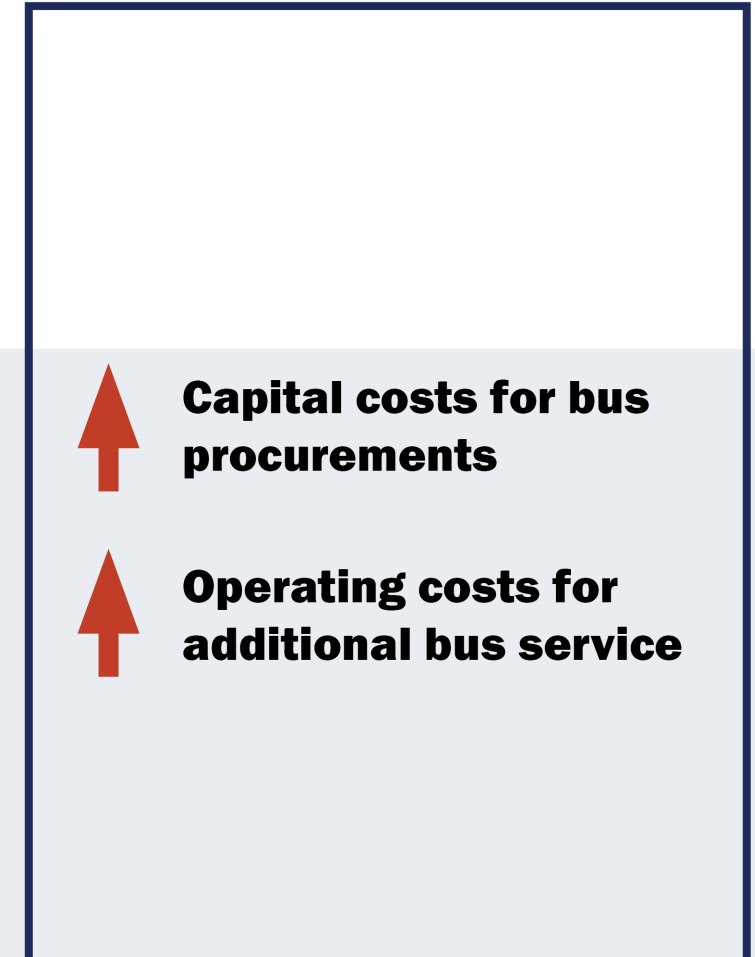 Capital costs for bus
procurements
Operating costs for
additional bus service